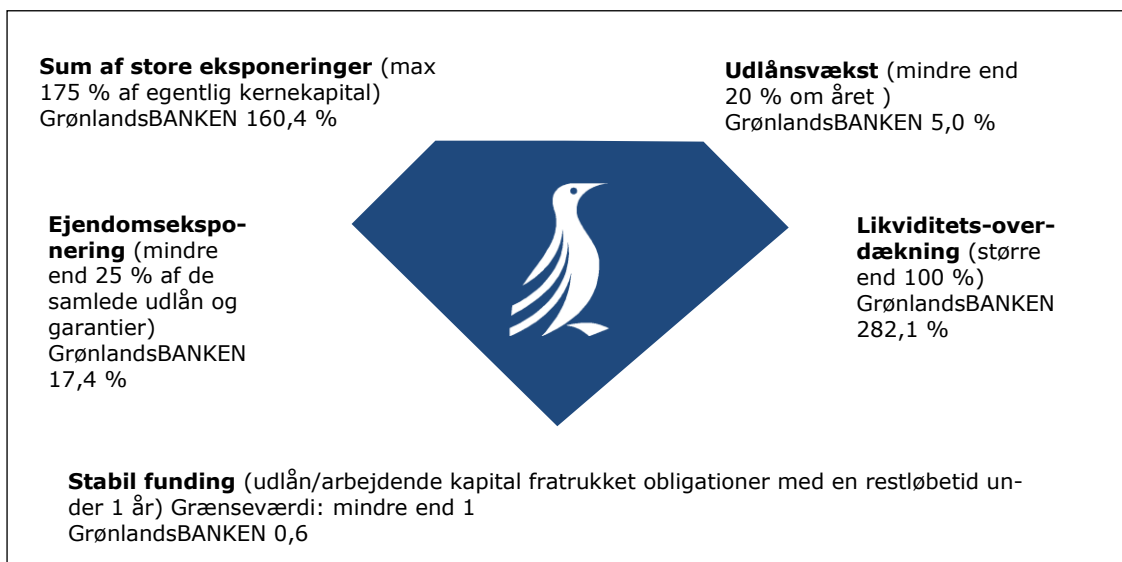 Sum af store eksponeringer (max
175 % af egentlig kernekapital)
GrønlandsBANKEN 160,4 %
Udlånsvækst (mindre end
20 % om året )
GrønlandsBANKEN 5,0 %
Ejendomsekspo-
nering (mindre
end 25 % af de
samlede udlån og
garantier)
GrønlandsBANKEN
17,4 %
Likviditets-over-
dækning (større
end 100 %)
GrønlandsBANKEN
282,1 %
Stabil funding (udlån/arbejdende kapital fratrukket obligationer med en restløbetid un-
der 1 år) Grænseværdi: mindre end 1
GrønlandsBANKEN 0,6